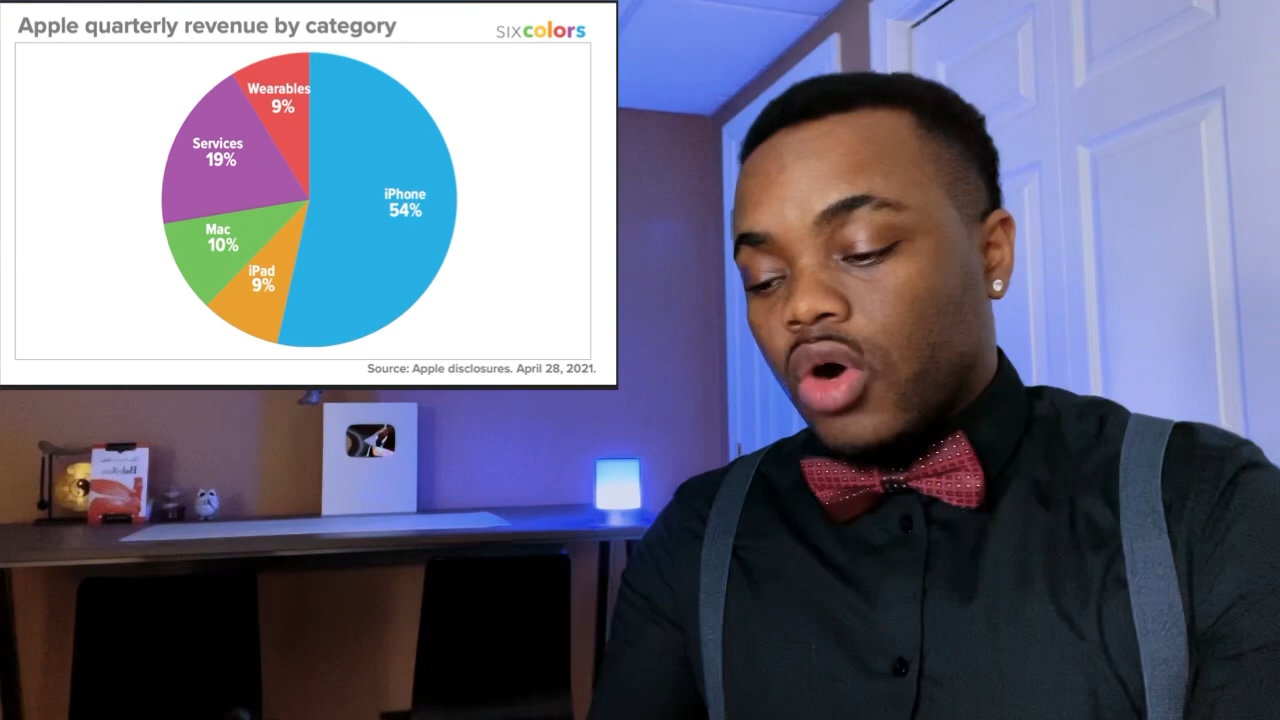 Apple quarterly revenue by category
SIXcolors
Wearables
9%
Services
19%
iPhone
54%
Mac
10%
iPad
9%
Source: Apple disclosures. April 28, 2021.